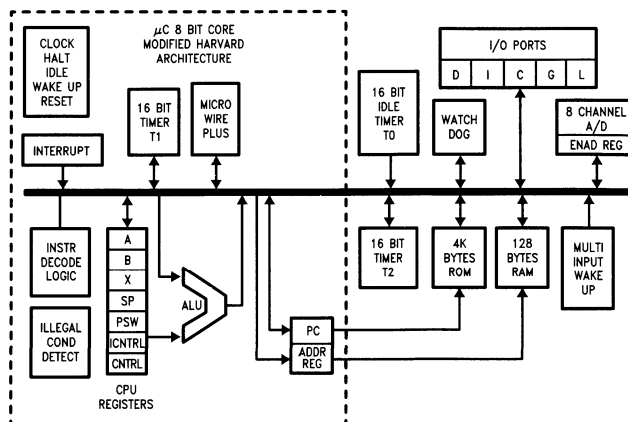 μC 8 BIT CORE
MODIFIED HARVARD
ARCHITECTURE
CLOCK
HALT
IDLE
WAKE UP
RESET
INTERRUPT
16 BIT
TIMER
T1
MICRO
WIRE
PLUS
16 BIT
IDLE
TIMER
T0
WATCH
DOG
I/O PORTS
D I C G L
8 CHANNEL
A/D
ENAD REG
INSTR
DECODE
LOGIC
ILLEGAL
COND
DETECT
A
B
X
SP
PSW
ICNTRL
CNTRL
CPU
REGISTERS
ALU
PC
ADDR
REG
16 BIT
TIMER
T2
4K
BYTES
ROM
128
BYTES
RAM
MULTI
INPUT
WAKE
UP